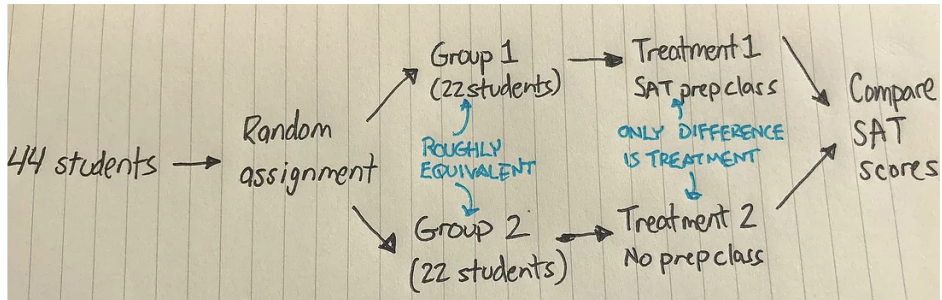 44 students
Random
assignment
Group 1
(22 students)
ROUGHLY
EQUIVALENT
Group 2
(22 students)
Treatment 1
SAT prep class
ONLY DIFFERENCE
IS TREATMENT
Treatment 2
No prep class
Compare
SAT
scores